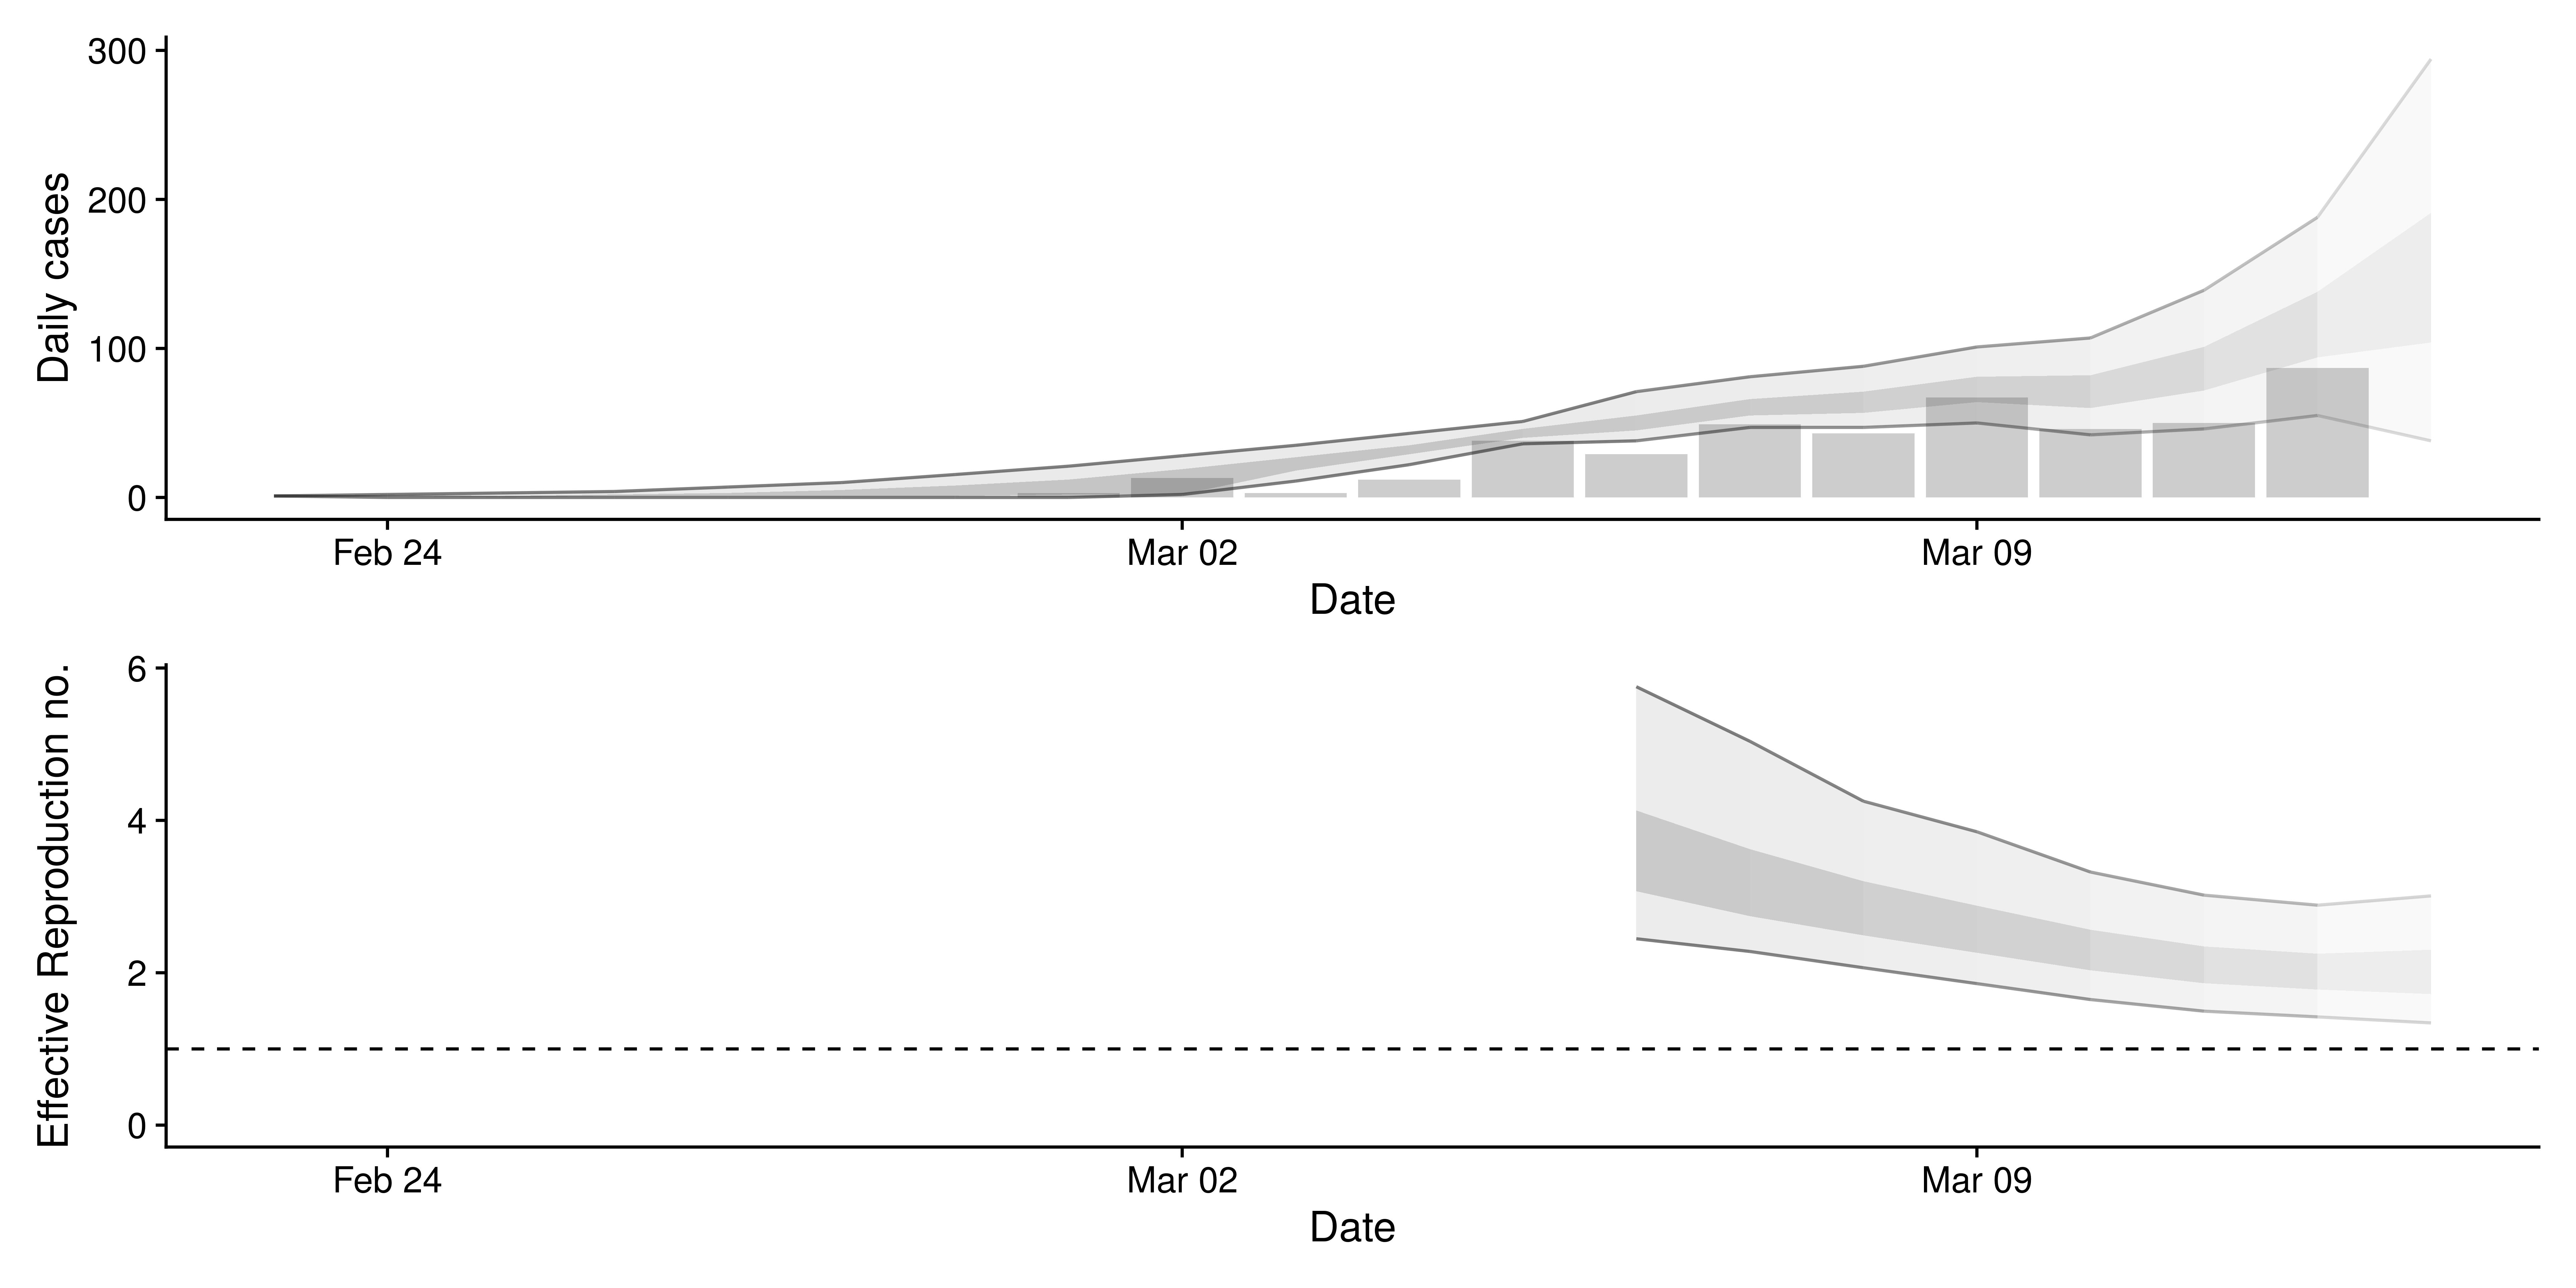 Daily cases
300
200
100
0
Feb 24 Mar 02 Mar 09
Date
Effective Reproduction no.
6
4
2
0
Feb 24 Mar 02 Mar 09
Date